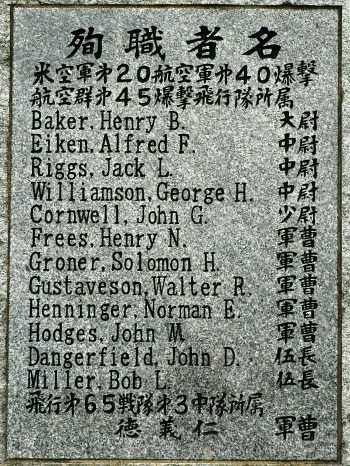 殉職者名
米空軍第20航空軍第40爆撃
航空群第45爆撃飛行隊所属
Baker, Henry B. 大尉
Eiken, Alfred F. 中尉
Riggs, Jack L. 中尉
Williamson, George H. 中尉
Cornwell, John G. 少尉
Frees, Henry N. 軍曹
Groner, Solomon H. 軍曹
Gustaveson, Walter R. 軍曹
Henninger, Norman E. 軍曹
Hodges, John M 軍曹
Dangerfield, John D. 伍長
Miller, Bob L. 伍長
飛行第65戦隊第3中隊所属
徳義仁 軍曹